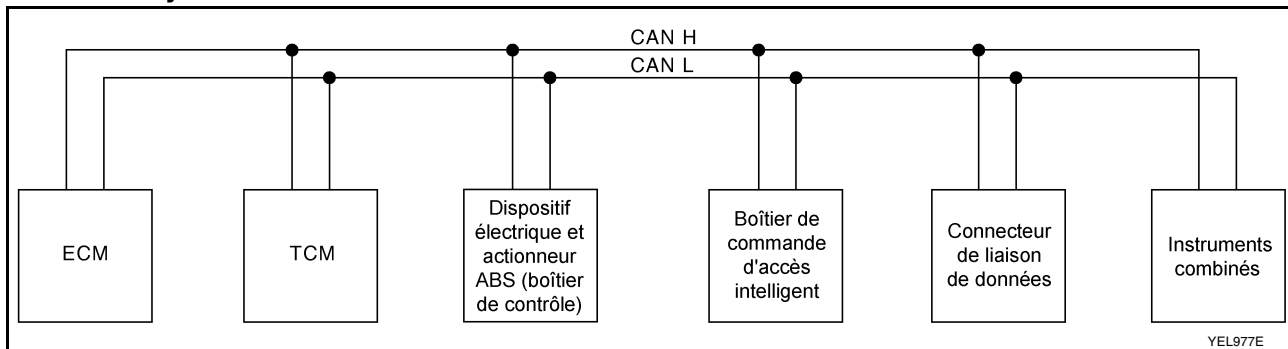 CAN H
CAN L
ECM
TCM
Dispositif
électrique et
actionneur
ABS (boîtier
de contrôle)
Boîtier de
commande
d'accès
intelligent
Connecteur
de liaison
de données
Instruments
combinés
YEL977E